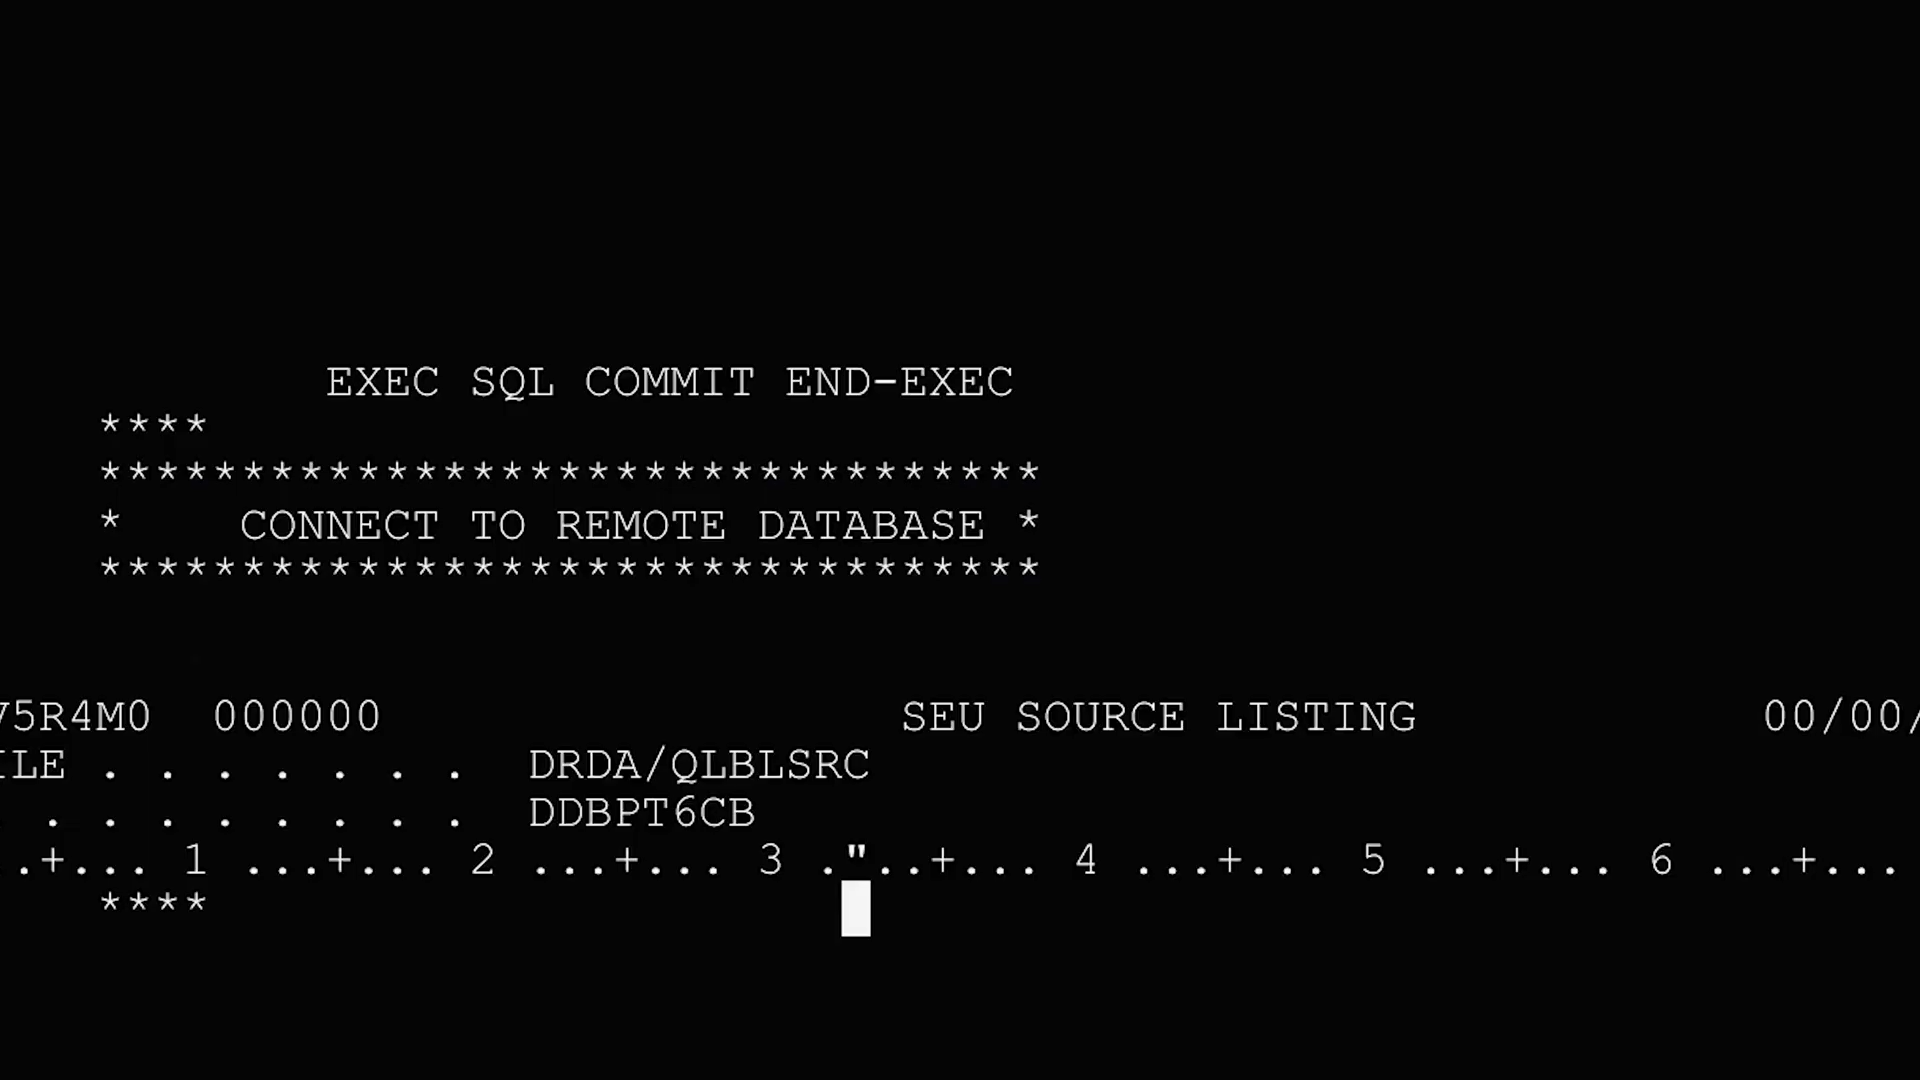 EXEC SQL COMMIT END-EXEC
****
*********************************
*    CONNECT TO REMOTE DATABASE *
*********************************
V5R4M0  000000                  SEU SOURCE LISTING            00/00/
ILE . . . . . . .  DRDA/QLBLSRC
. . . . . . . .  DDBPT6CB
.+... 1 ...+... 2 ...+... 3 ."..+... 4 ...+... 5 ...+... 6 ...+...
****